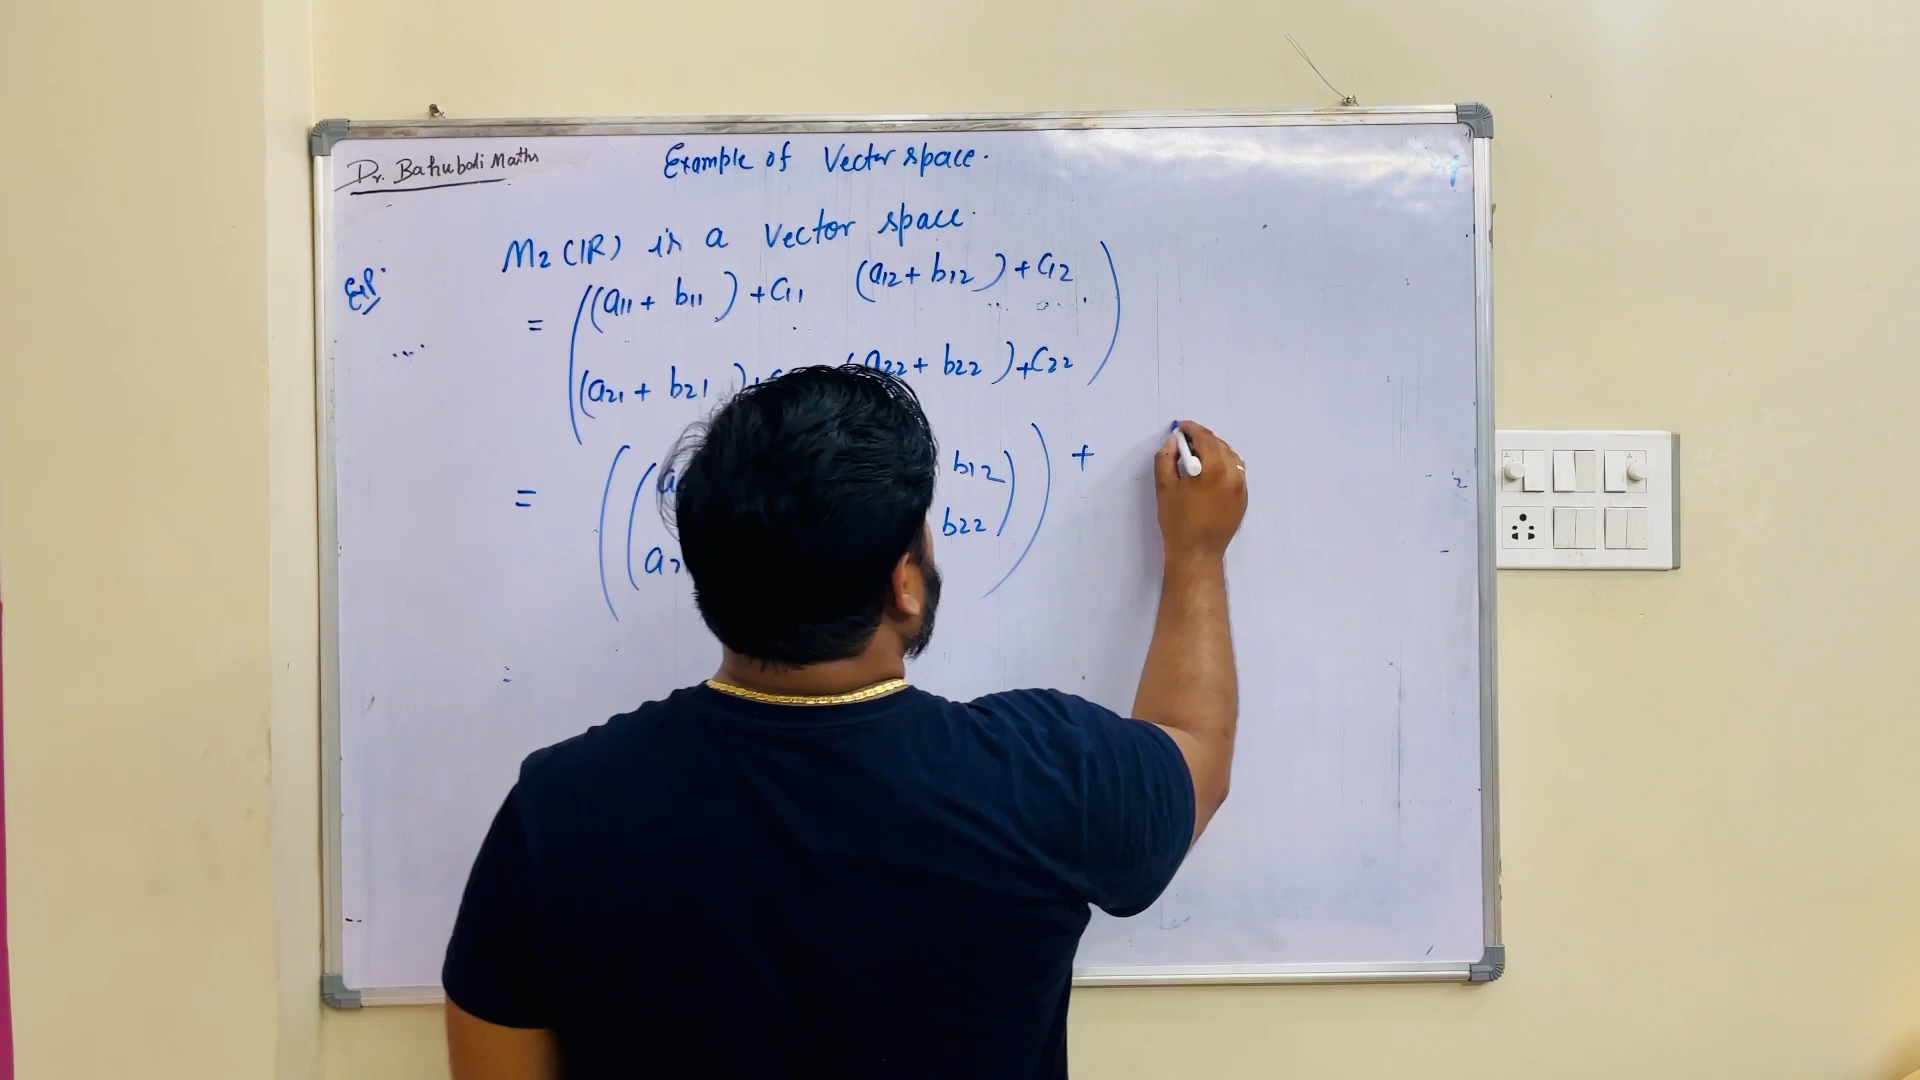 Dr. Bahubali Maths
Example of Vector space.
M2 (IR) is a vector space.
Exp.
= ((a11 + b11) + c11 (a12 + b12) + c12
(a21 + b21) + (a22 + b22) + c22)
= (( b12)) +
b22